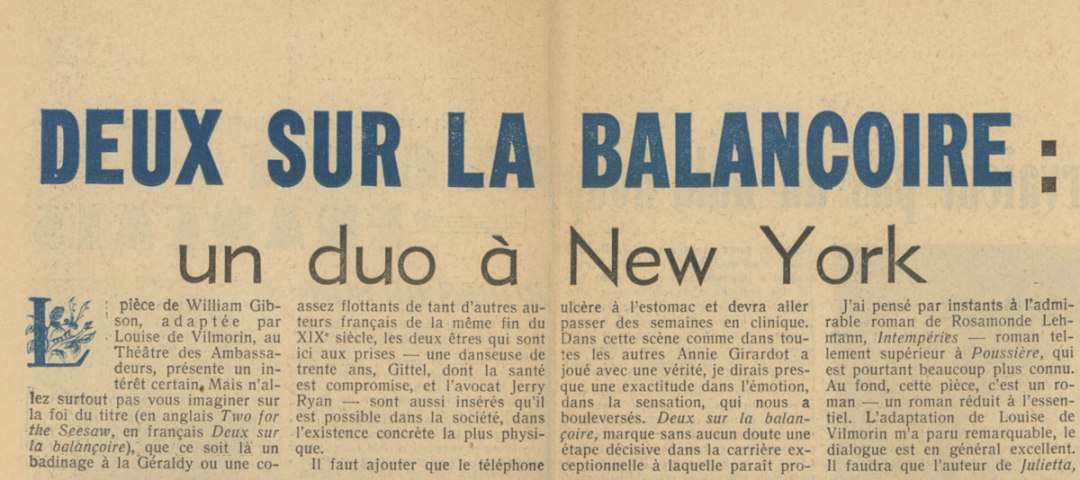 DEUX SUR LA BALANCOIRE :
un duo à New York
L pièce de William Gib-
son, adaptée par
Louise de Vilmorin, au
Théâtre des Ambassa-
deurs, présente un in-
térêt certain. Mais n'al-
lez surtout pas vous imaginer sur
la foi du titre (en anglais Two for
the Seesaw, en français Deux sur
la balançoire), que ce soit là un
badinage à la Géraldy ou une co-
assez flottants de tant d'autres au-
teurs français de la même fin du
XIXe siècle, les deux êtres qui sont
ici aux prises — une danseuse de
trente ans, Gittel, dont la santé
est compromise, et l'avocat Jerry
Ryan — sont aussi insérés qu'il
est possible dans la société, dans
l'existence concrète la plus physi-
que.
Il faut ajouter que le téléphone
ulcère à l'estomac et devra aller
passer des semaines en clinique.
Dans cette scène comme dans tou-
tes les autres Annie Girardot a
joué avec une vérité, je dirais pres-
que une exactitude dans l'émotion,
dans la sensation, qui nous a
bouleversés. Deux sur la balan-
çoire, marque sans aucun doute une
étape décisive dans la carrière ex-
ceptionnelle à laquelle paraît pro-
J'ai pensé par instants à l'admi-
rable roman de Rosamonde Leh-
mann, Intempéries — roman tel-
lement supérieur à Poussière, qui
est pourtant beaucoup plus connu.
Au fond, cette pièce, c'est un ro-
man — un roman réduit à l'essen-
tiel. L'adaptation de Louise de
Vilmorin m'a paru remarquable, le
dialogue est en général excellent.
Il faudra que l'auteur de Julietta,